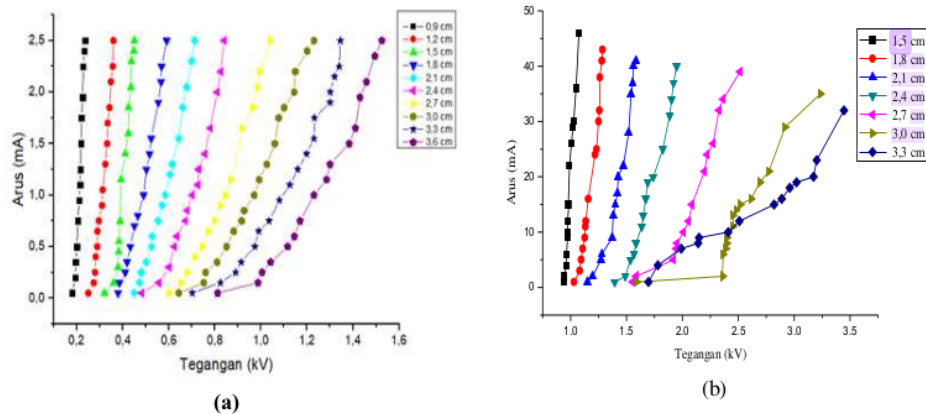 2,5
2,0
1,5
1,0
0,5
0,0
Arus (mA)
0,2 0,4 0,6 0,8 1,0 1,2 1,4 1,6
Tegangan (kV)
0,9 cm
1,2 cm
1,5 cm
1,8 cm
2,1 cm
2,4 cm
2,7 cm
3,0 cm
3,3 cm
3,6 cm
(a)
50
40
30
20
10
0
Arus (mA)
1.0 1.5 2.0 2.5 3.0 3.5
Tegangan (kV)
1,5 cm
1,8 cm
2,1 cm
2,4 cm
2,7 cm
3,0 cm
3,3 cm
(b)